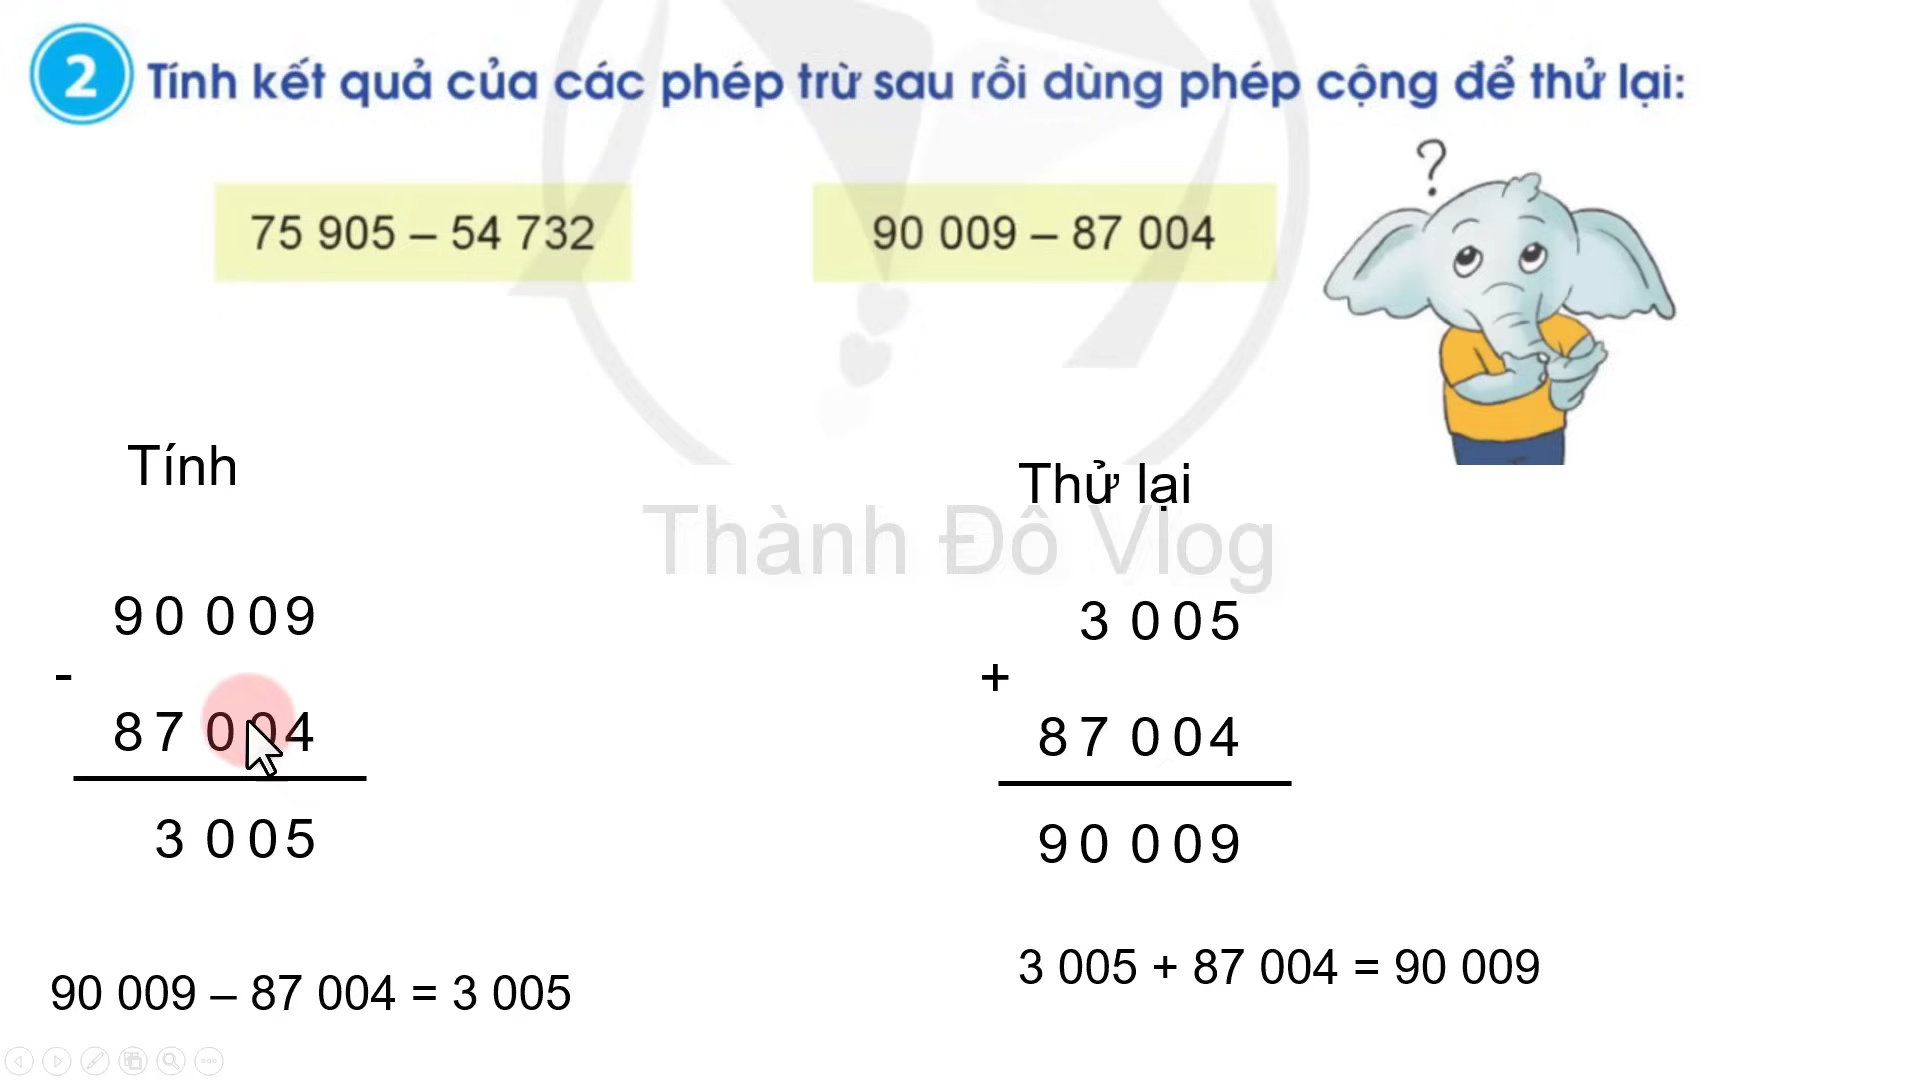 2 Tính kết quả của các phép trừ sau rồi dùng phép cộng để thử lại:
75 905 – 54 732
90 009 – 87 004
?
Tính
90 009
-
87 004
3 005
90 009 – 87 004 = 3 005
Thử lại
Thành Đô Vlog
3 005
+
87 004
90 009
3 005 + 87 004 = 90 009